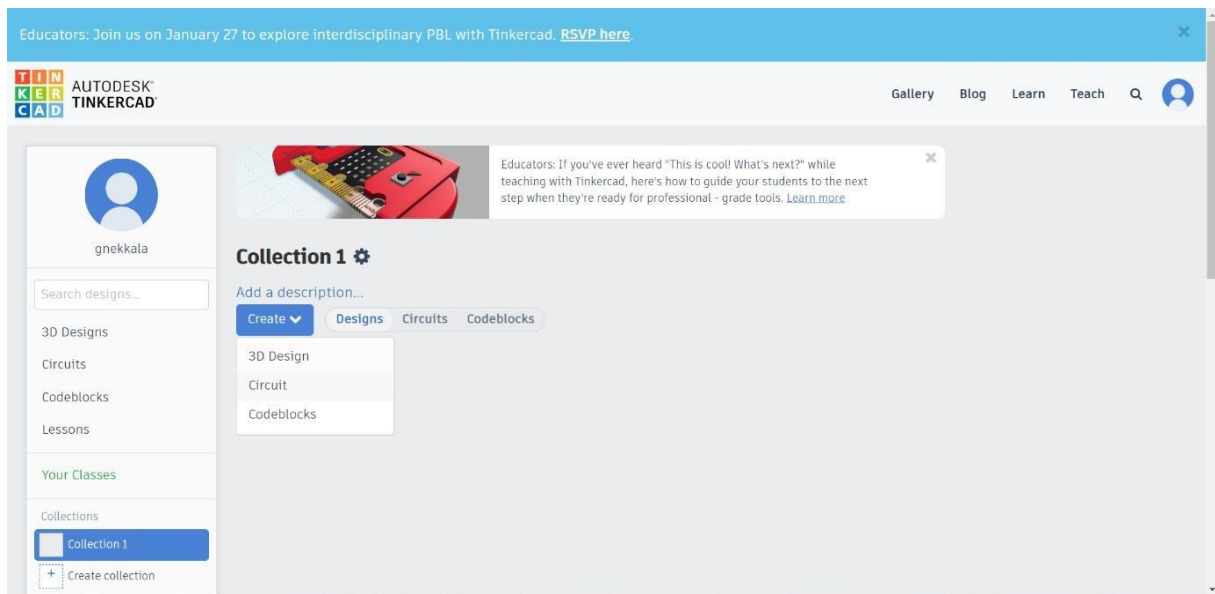 Educators: Join us on January 27 to explore interdisciplinary PBL with Tinkercad. RSVP here.
TIN
KER
CAD
AUTODESK®
TINKERCAD®
Gallery Blog Learn Teach
gnekkala
Search designs...
3D Designs
Circuits
Codeblocks
Lessons
Your Classes
Collections
Collection 1
+ Create collection
Educators: If you've ever heard "This is cool! What's next?" while
teaching with Tinkercad, here's how to guide your students to the next
step when they're ready for professional - grade tools. Learn more
Collection 1
Add a description...
Create Designs Circuits Codeblocks
3D Design
Circuit
Codeblocks